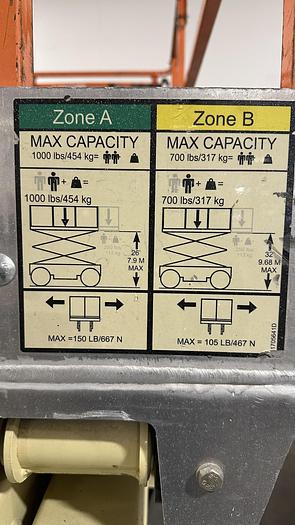 Zone A
MAX CAPACITY
1000 lbs/454 kg=
+ =
1000 lbs/454 kg
26'
7.9 M
MAX
MAX =150 LB/667 N
Zone B
MAX CAPACITY
700 lbs/317 kg=
+ =
700 lbs/317 kg
32'
9.68 M
MAX
MAX = 105 LB/467 N
1705641D